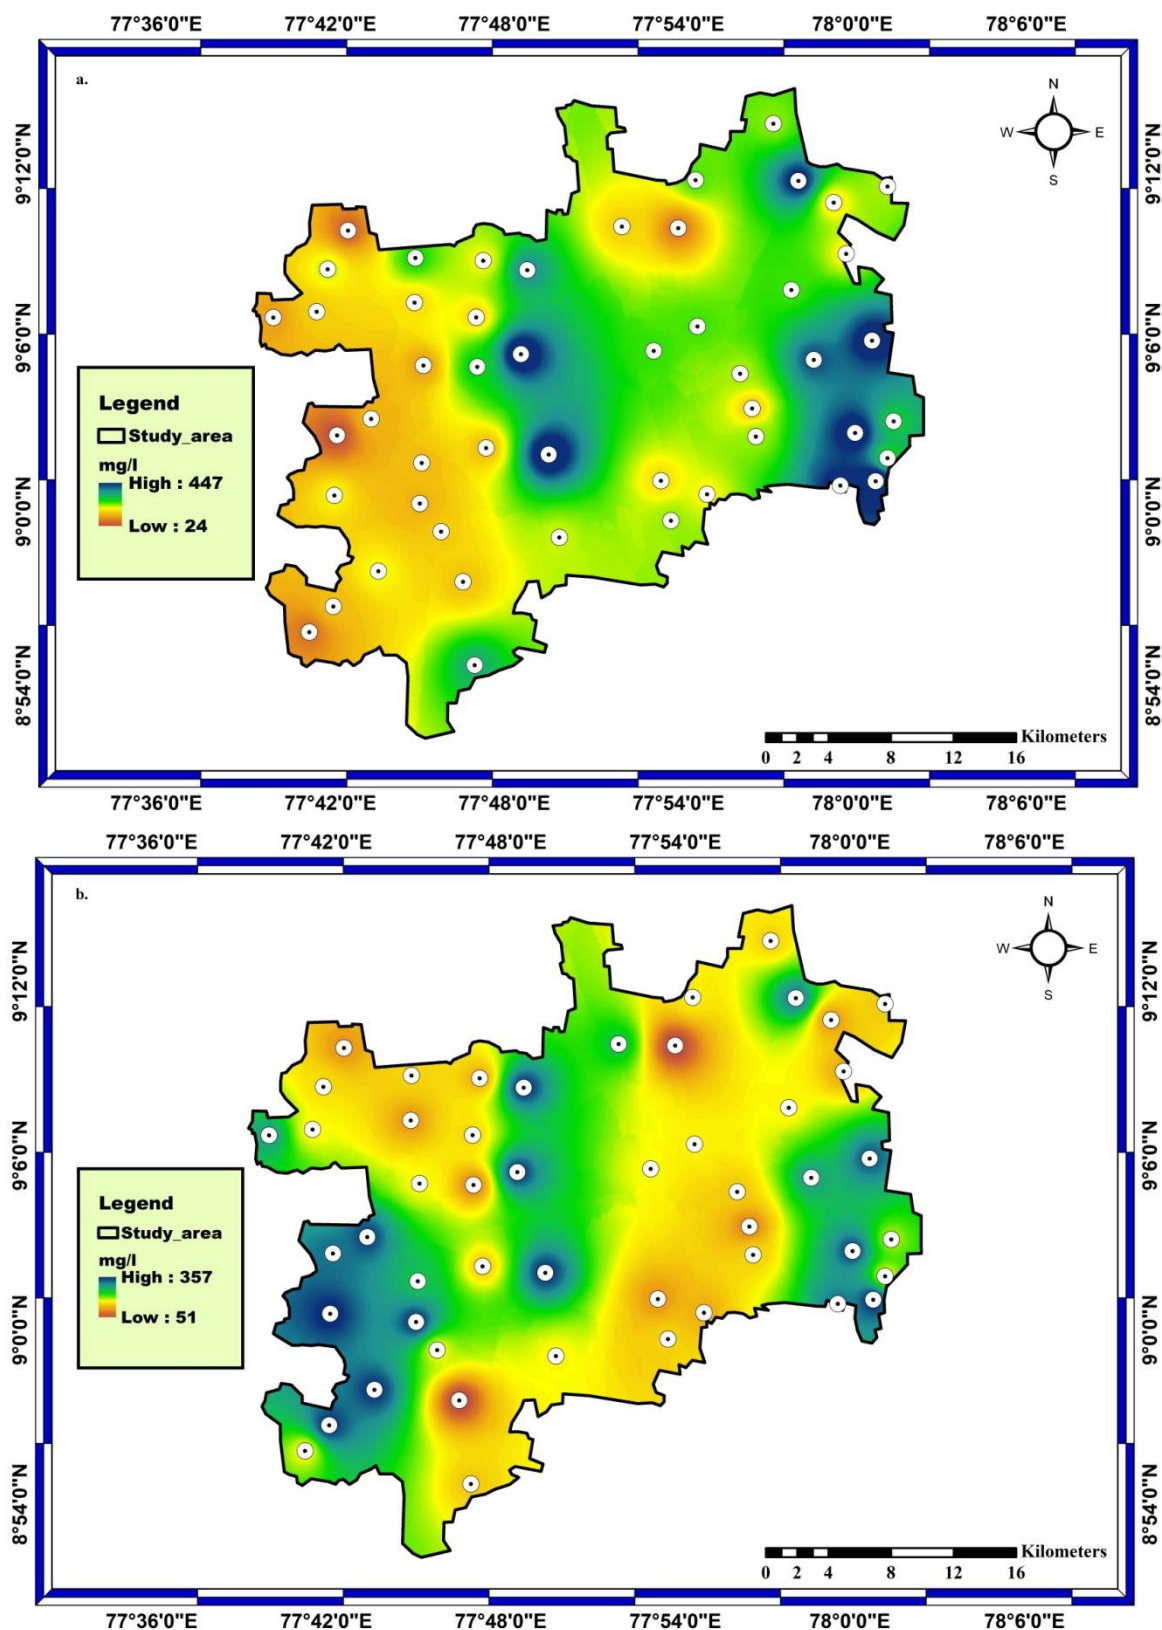 77°36'0"E 77°42'0"E 77°48'0"E 77°54'0"E 78°0'0"E 78°6'0"E
a.
N
W E
S
9°12'0"N 9°12'0"N
9°6'0"N 9°6'0"N
9°0'0"N 9°0'0"N
8°54'0"N 8°54'0"N
Legend
Study_area
mg/l
High : 447
Low : 24
Kilometers
0 2 4 8 12 16
77°36'0"E 77°42'0"E 77°48'0"E 77°54'0"E 78°0'0"E 78°6'0"E
77°36'0"E 77°42'0"E 77°48'0"E 77°54'0"E 78°0'0"E 78°6'0"E
b.
N
W E
S
9°12'0"N 9°12'0"N
9°6'0"N 9°6'0"N
9°0'0"N 9°0'0"N
8°54'0"N 8°54'0"N
Legend
Study_area
mg/l
High : 357
Low : 51
Kilometers
0 2 4 8 12 16
77°36'0"E 77°42'0"E 77°48'0"E 77°54'0"E 78°0'0"E 78°6'0"E